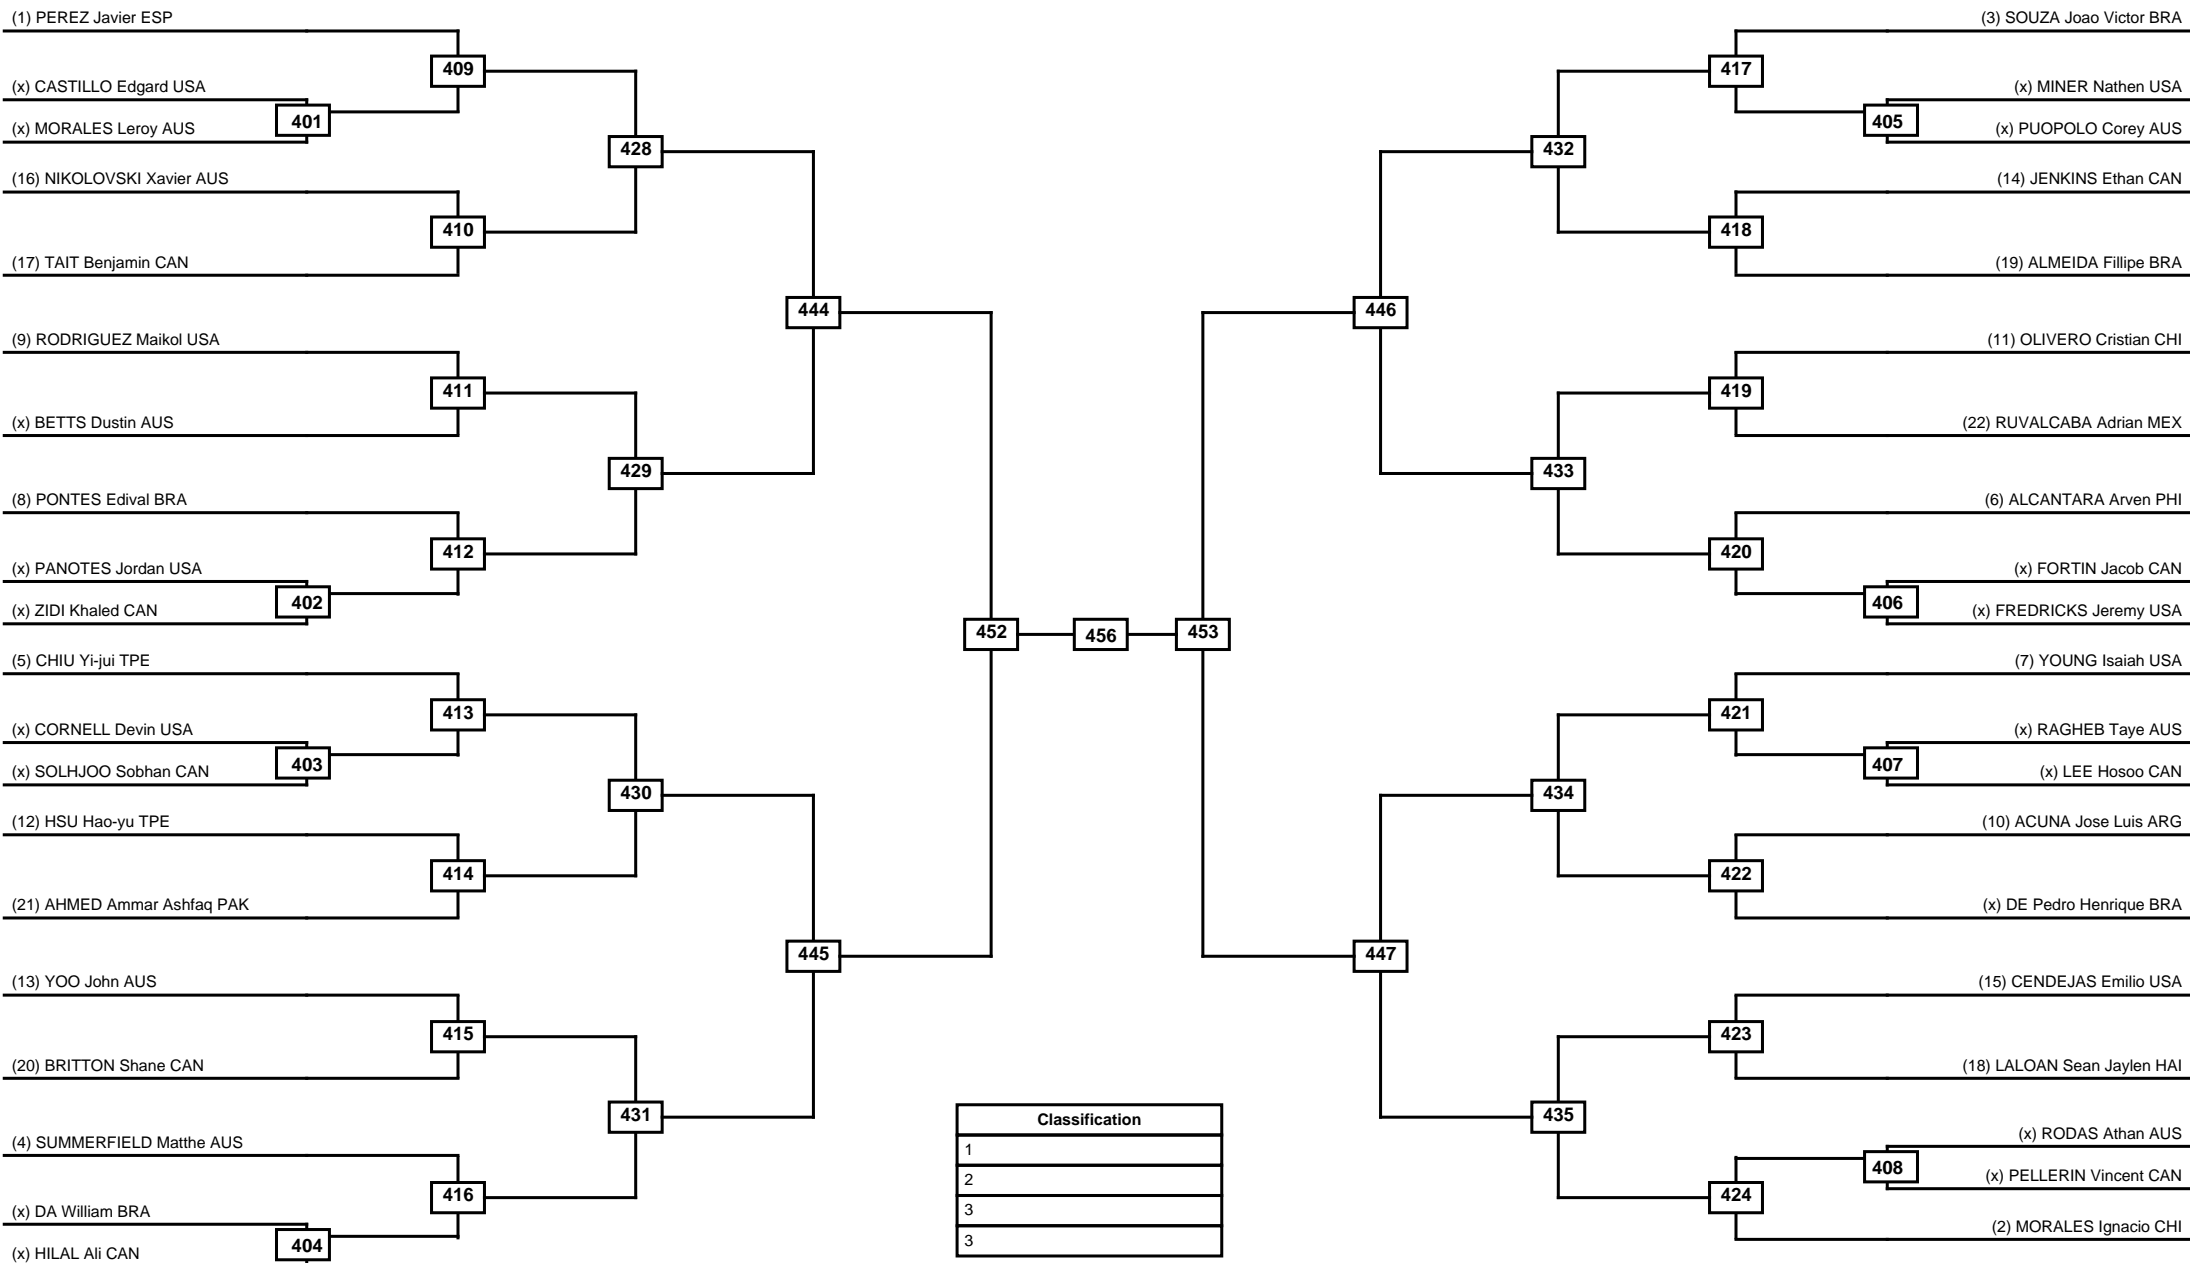 (1) PEREZ Javier ESP
409
(x) CASTILLO Edgard USA
401
(x) MORALES Leroy AUS
428
(16) NIKOLOVSKI Xavier AUS
410
(17) TAIT Benjamin CAN
444
(9) RODRIGUEZ Maikol USA
411
(x) BETTS Dustin AUS
429
(8) PONTES Edival BRA
412
(x) PANOTES Jordan USA
402
(x) ZIDI Khaled CAN
452
456
453
(5) CHIU Yi-jui TPE
413
(x) CORNELL Devin USA
403
(x) SOLHJOO Sobhan CAN
430
(12) HSU Hao-yu TPE
414
(21) AHMED Ammar Ashfaq PAK
445
(13) YOO John AUS
415
(20) BRITTON Shane CAN
431
(4) SUMMERFIELD Matthe AUS
416
(x) DA William BRA
404
(x) HILAL Ali CAN
(3) SOUZA Joao Victor BRA
417
(x) MINER Nathen USA
405
(x) PUOPOLO Corey AUS
432
(14) JENKINS Ethan CAN
418
(19) ALMEIDA Fillipe BRA
446
(11) OLIVERO Cristian CHI
419
(22) RUVALCABA Adrian MEX
433
(6) ALCANTARA Arven PHI
420
(x) FORTIN Jacob CAN
406
(x) FREDRICKS Jeremy USA
(7) YOUNG Isaiah USA
421
(x) RAGHEB Taye AUS
407
(x) LEE Hosoo CAN
434
(10) ACUNA Jose Luis ARG
422
(x) DE Pedro Henrique BRA
447
(15) CENDEJAS Emilio USA
423
(18) LALOAN Sean Jaylen HAI
435
(x) RODAS Athan AUS
408
(x) PELLERIN Vincent CAN
424
(2) MORALES Ignacio CHI
Classification
1
2
3
3